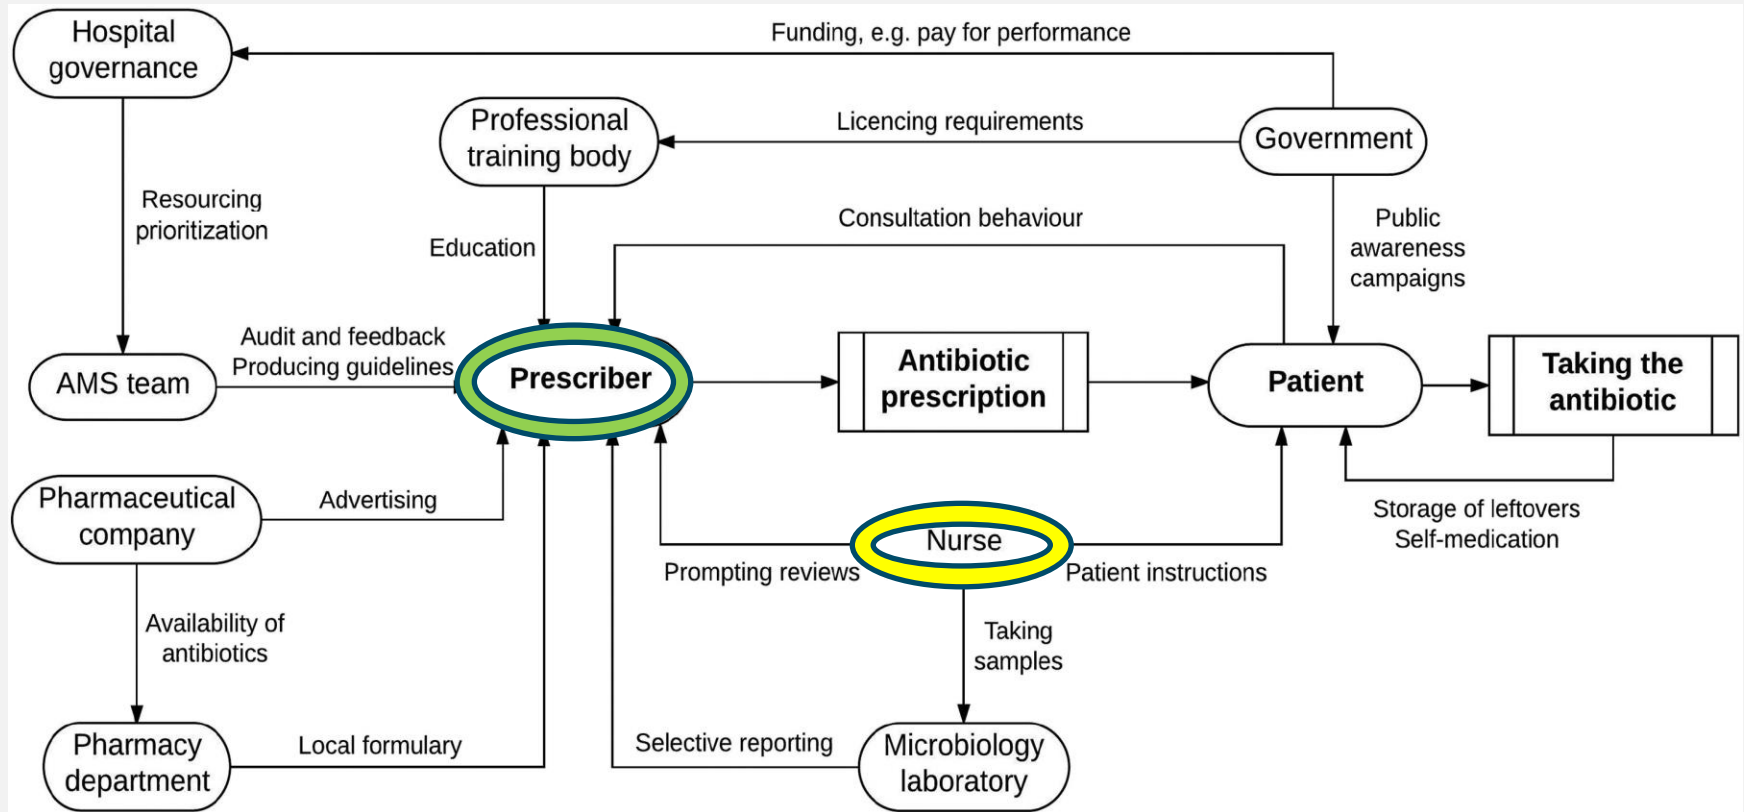 Hospital
governance
Funding, e.g. pay for performance
Professional
training body
Licencing requirements
Government
Resourcing
prioritization
Education
Consultation behaviour
Public
awareness
campaigns
AMS team
Audit and feedback
Producing guidelines
Prescriber
Antibiotic
prescription
Patient
Taking the
antibiotic
Pharmaceutical
company
Advertising
Nurse
Prompting reviews
Patient instructions
Storage of leftovers
Self-medication
Availability of
antibiotics
Taking
samples
Pharmacy
department
Local formulary
Selective reporting
Microbiology
laboratory